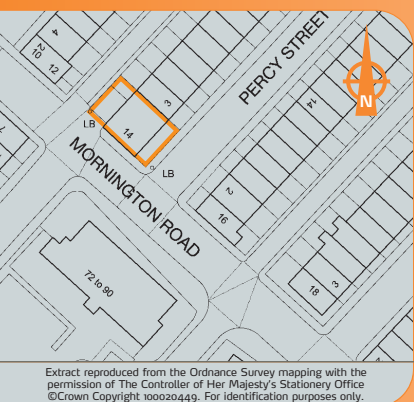 4
2
10
12
PERCY STREET
N
3
14
LB
14
7
LB
MORNINGTON ROAD
2
16
72 to 90
18
3
Extract reproduced from the Ordnance Survey mapping with the
permission of The Controller of Her Majesty's Stationery Office
©Crown Copyright 100020449. For identification purposes only.